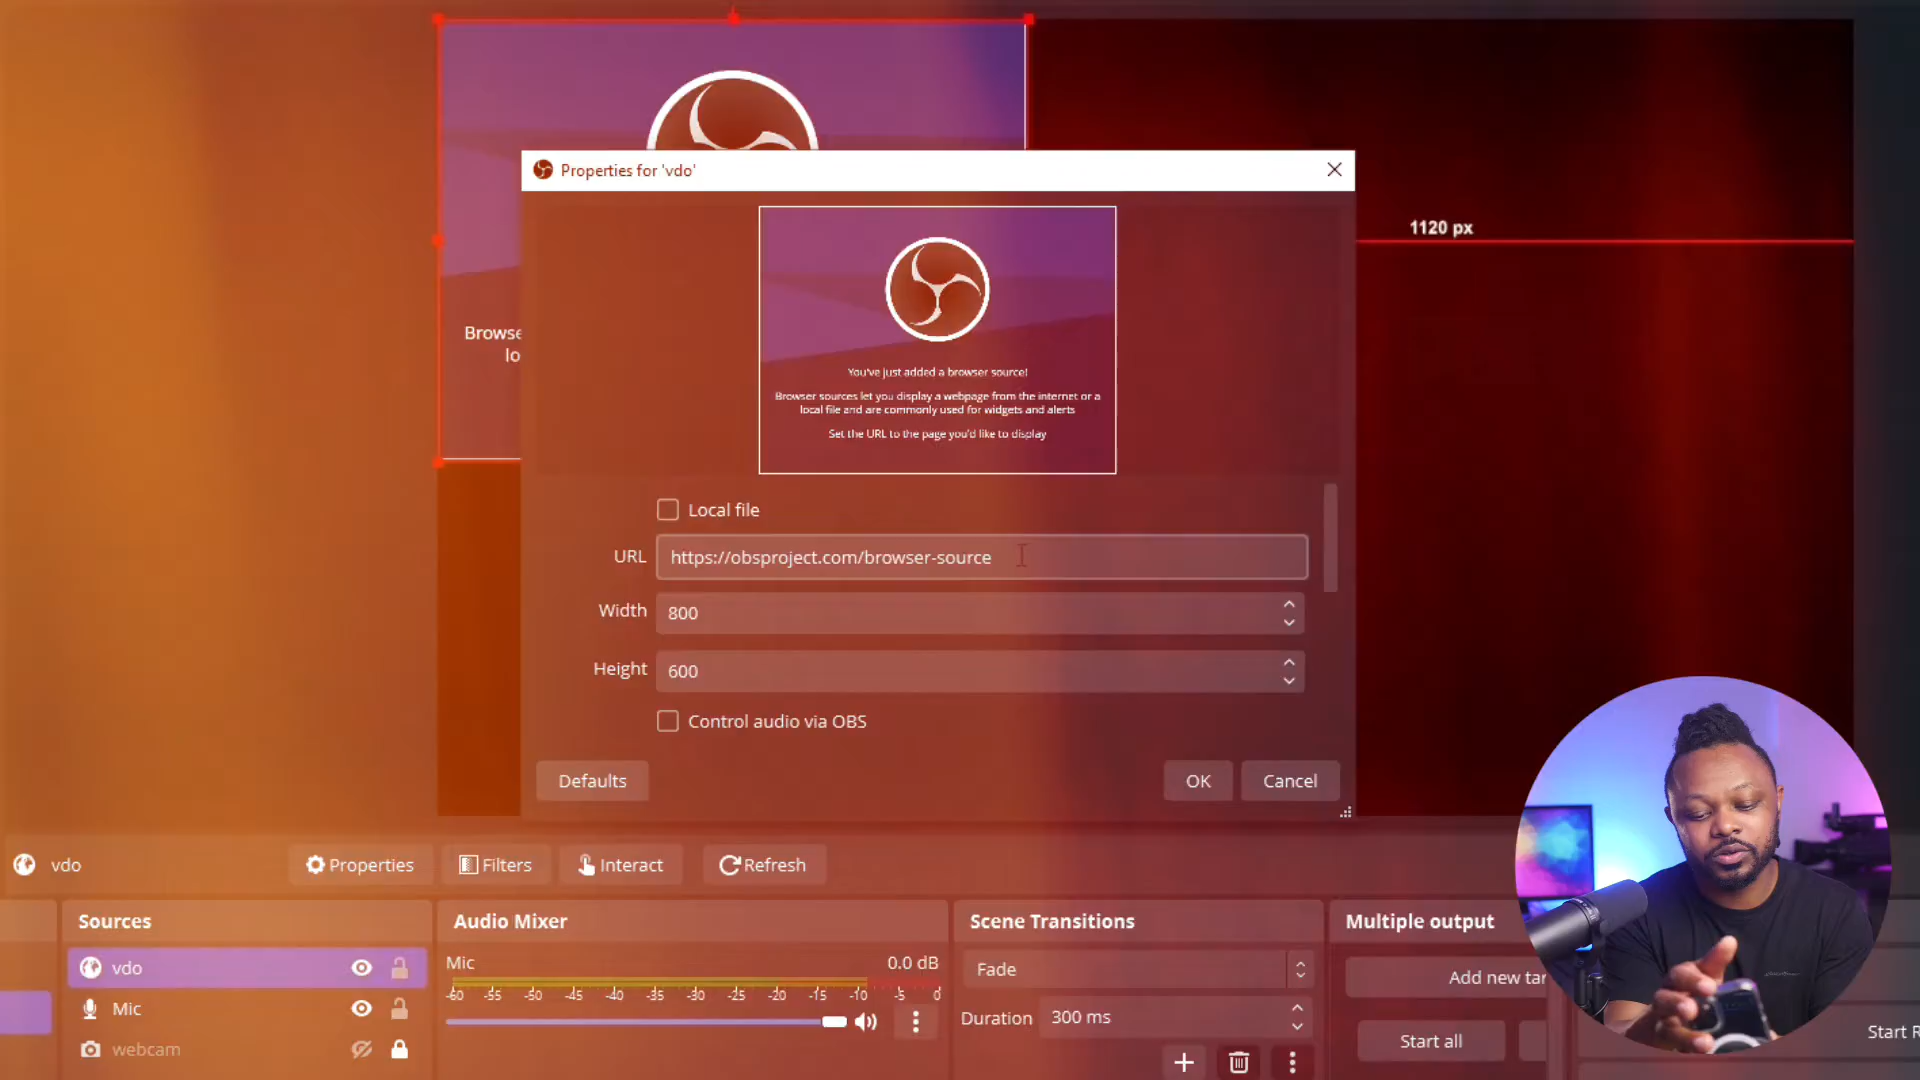 Properties for 'vdo'
1120 px
Browse
lo
You've just added a browser source!
Browser sources let you display a webpage from the internet or a
local file and are commonly used for widgets and alerts
Set the URL to the page you'd like to display
Local file
URL https://obsproject.com/browser-source
Width 800
Height 600
Control audio via OBS
Defaults OK Cancel
vdo Properties Filters Interact Refresh
Sources
vdo
Mic
webcam
Audio Mixer
Mic 0.0 dB
-60 -55 -50 -45 -40 -35 -30 -25 -20 -15 -10 -5 0
Scene Transitions
Fade
Duration 300 ms
Multiple output
Add new tar
Start all
Start R